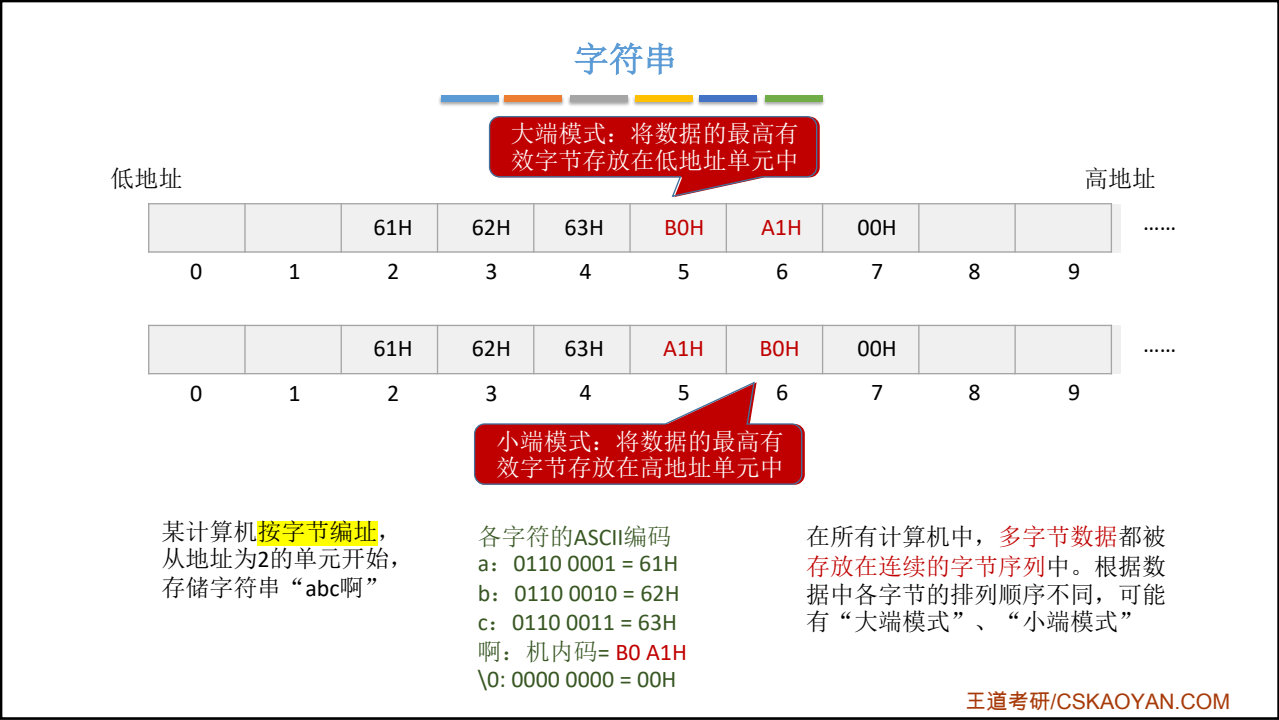 字符串
大端模式：将数据的最高有
效字节存放在低地址单元中
低地址
高地址
61H 62H 63H B0H A1H 00H ……
0 1 2 3 4 5 6 7 8 9
61H 62H 63H A1H B0H 00H ……
0 1 2 3 4 5 6 7 8 9
小端模式：将数据的最高有
效字节存放在高地址单元中
某计算机按字节编址，
从地址为2的单元开始，
存储字符串“abc啊”
各字符的ASCII编码
a：0110 0001 = 61H
b：0110 0010 = 62H
c：0110 0011 = 63H
啊：机内码= B0 A1H
\0: 0000 0000 = 00H
在所有计算机中，多字节数据都被
存放在连续的字节序列中。根据数
据中各字节的排列顺序不同，可能
有“大端模式”、“小端模式”
王道考研/CSKAOYAN.COM